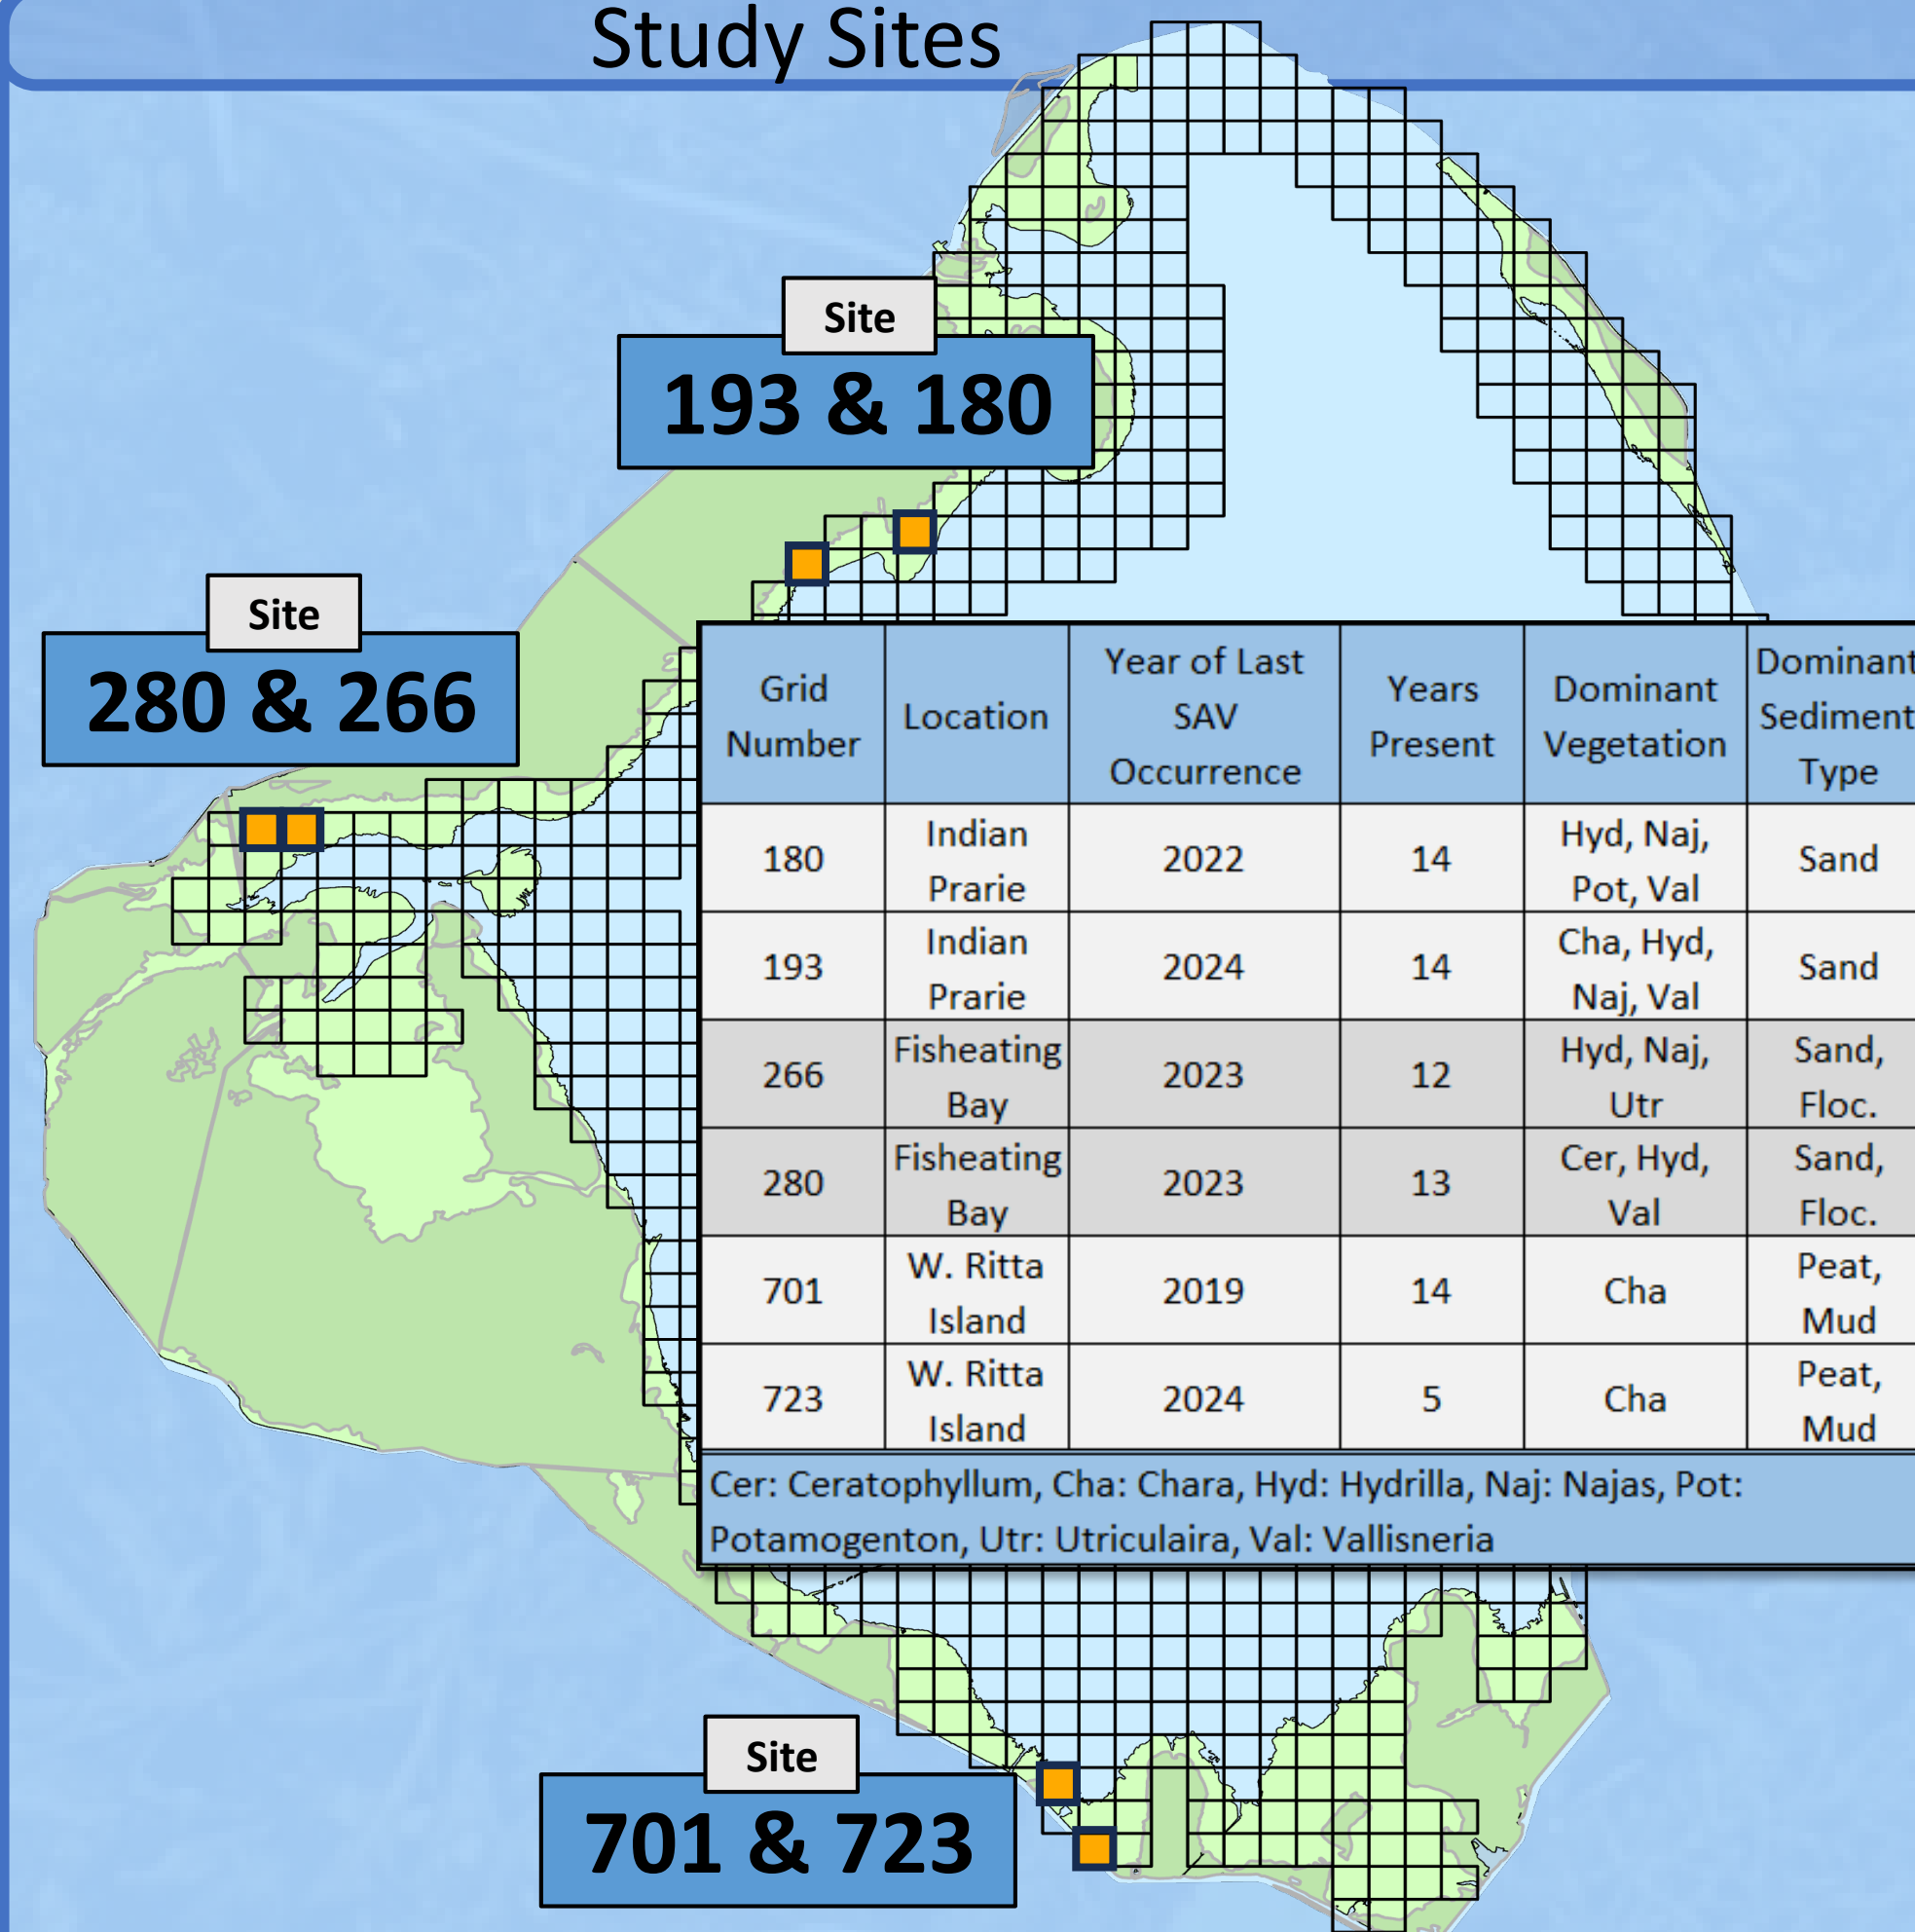 Study Sites
Site
193 & 180
Site
280 & 266
Grid Number | Location | Year of Last SAV Occurrence | Years Present | Dominant Vegetation | Dominant Sediment Type
180 | Indian Prarie | 2022 | 14 | Hyd, Naj, Pot, Val | Sand
193 | Indian Prarie | 2024 | 14 | Cha, Hyd, Naj, Val | Sand
266 | Fisheating Bay | 2023 | 12 | Hyd, Naj, Utr | Sand, Floc.
280 | Fisheating Bay | 2023 | 13 | Cer, Hyd, Val | Sand, Floc.
701 | W. Ritta Island | 2019 | 14 | Cha | Peat, Mud
723 | W. Ritta Island | 2024 | 5 | Cha | Peat, Mud
Cer: Ceratophyllum, Cha: Chara, Hyd: Hydrilla, Naj: Najas, Pot:
Potamogenton, Utr: Utriculaira, Val: Vallisneria
Site
701 & 723